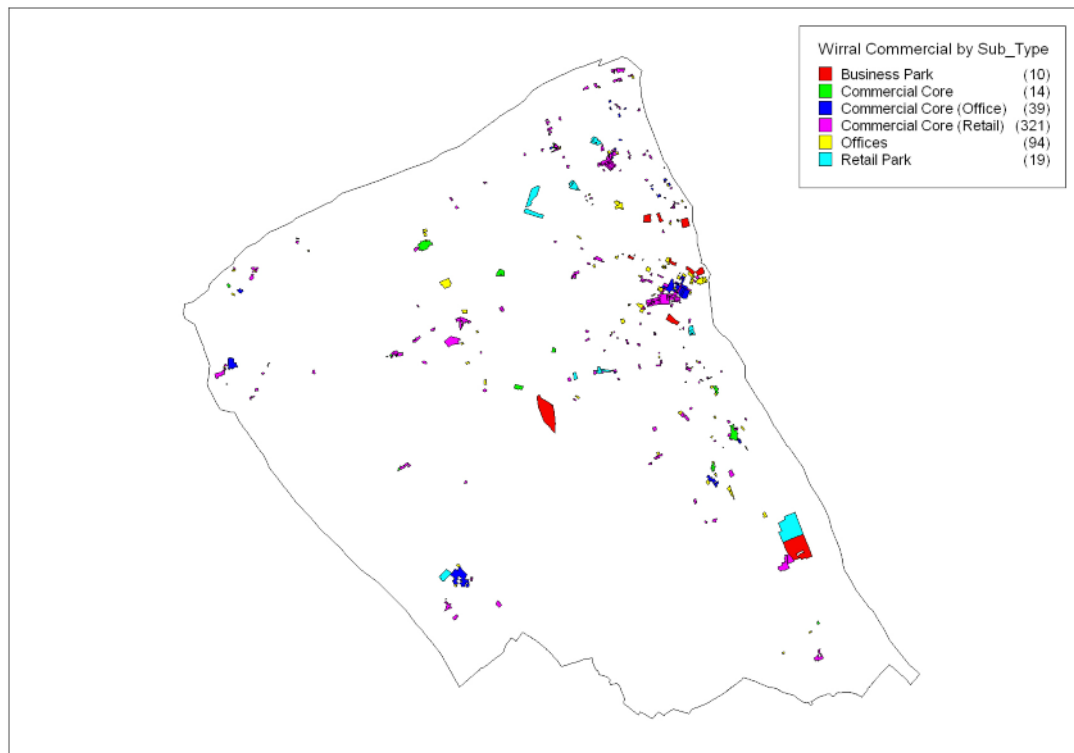 Wirral Commercial by Sub_Type
Business Park (10)
Commercial Core (14)
Commercial Core (Office) (39)
Commercial Core (Retail) (321)
Offices (94)
Retail Park (19)